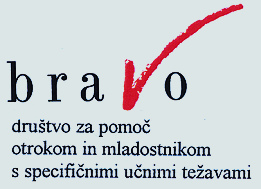 bravo
društvo za pomoč
otrokom in mladostnikom
s specifičnimi učnimi težavami